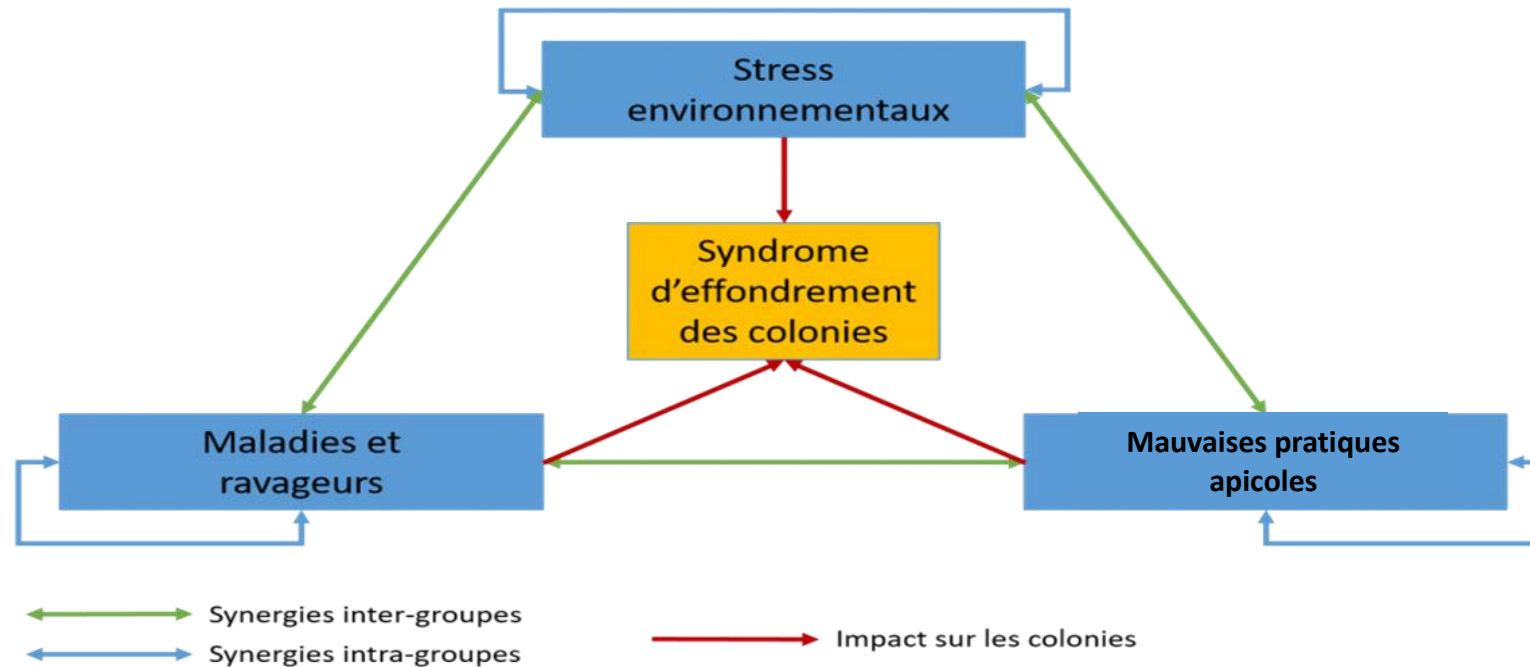 Stress
environnementaux
Syndrome
d'effondrement
des colonies
Maladies et
ravageurs
Mauvaises pratiques
apicoles
Synergies inter-groupes
Synergies intra-groupes
Impact sur les colonies